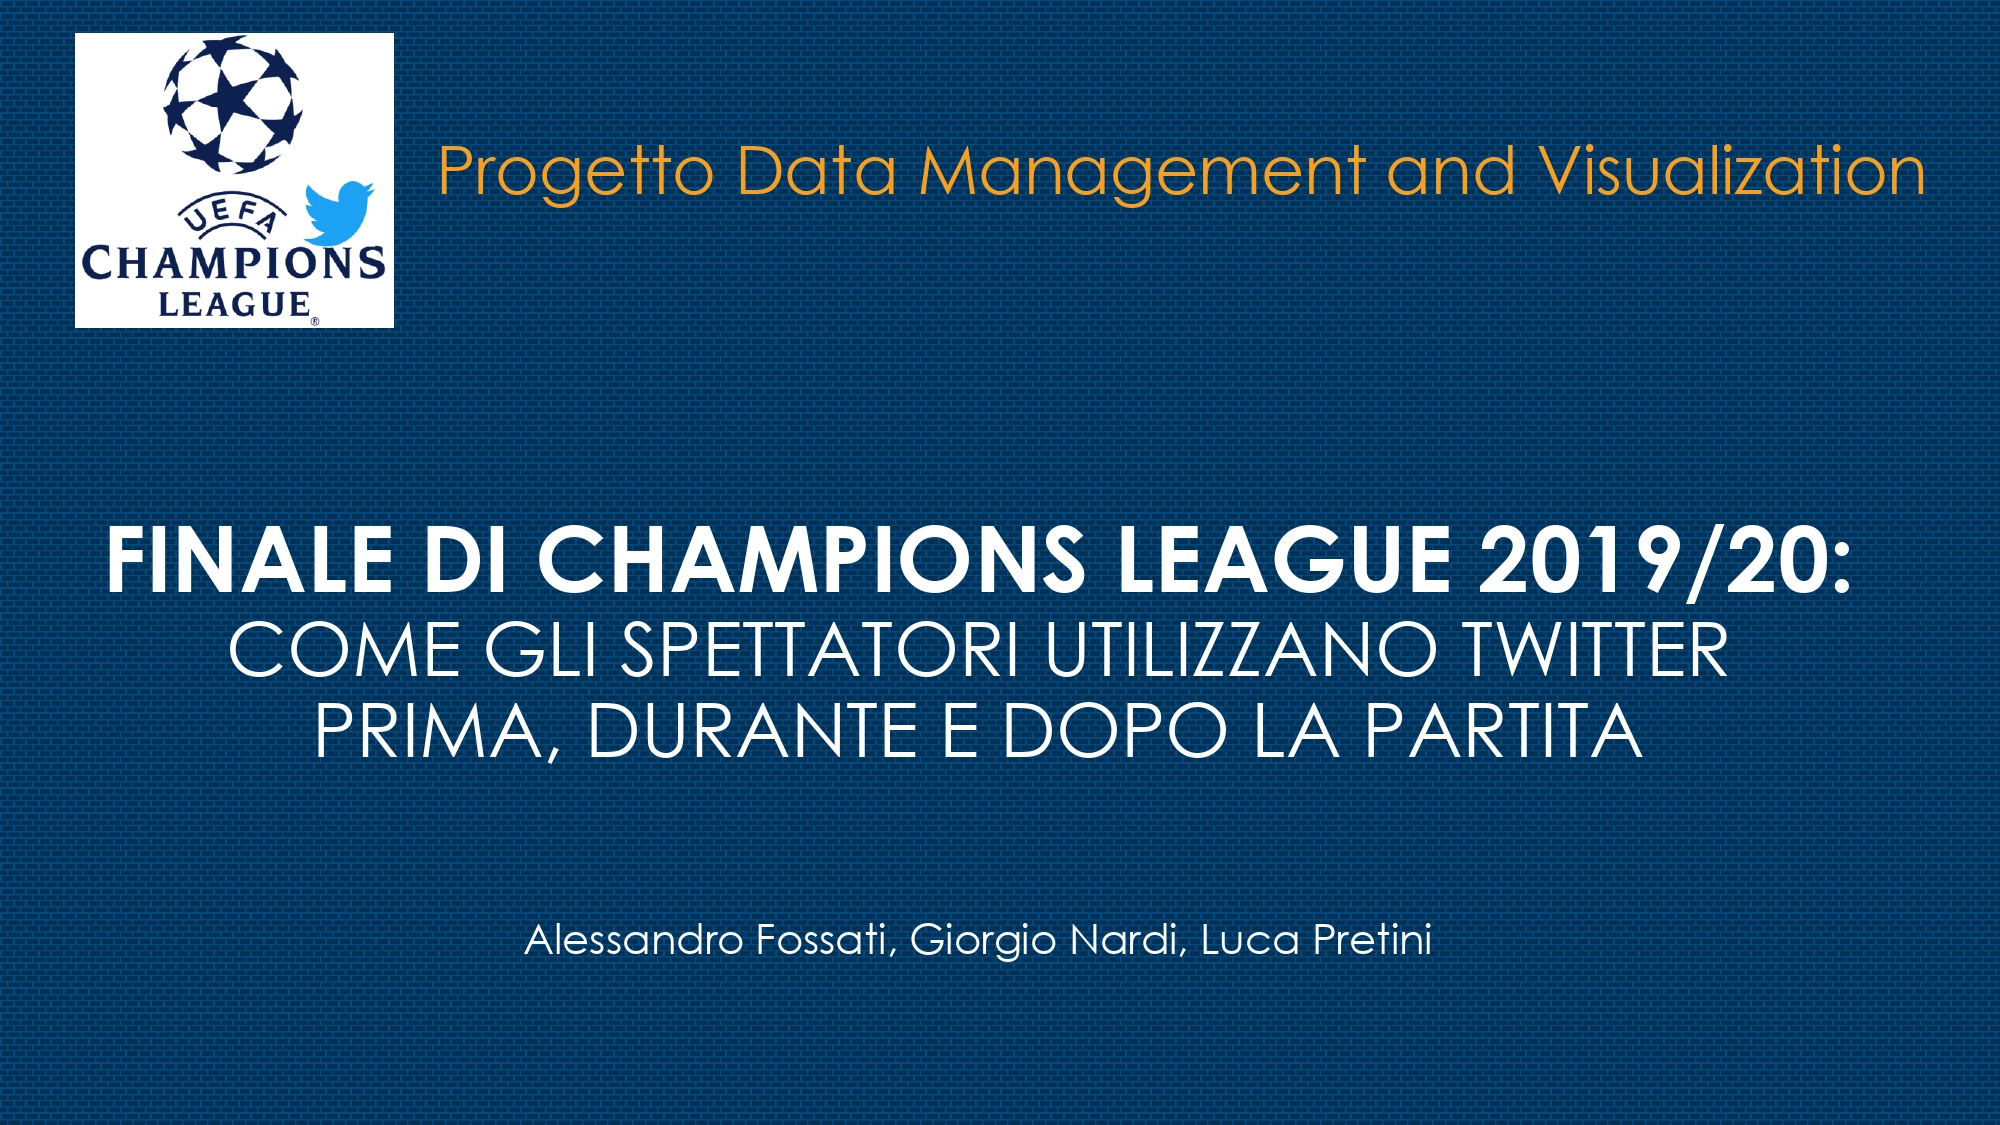 UEFA
CHAMPIONS
LEAGUE®
Progetto Data Management and Visualization
FINALE DI CHAMPIONS LEAGUE 2019/20:
COME GLI SPETTATORI UTILIZZANO TWITTER
PRIMA, DURANTE E DOPO LA PARTITA
Alessandro Fossati, Giorgio Nardi, Luca Pretini